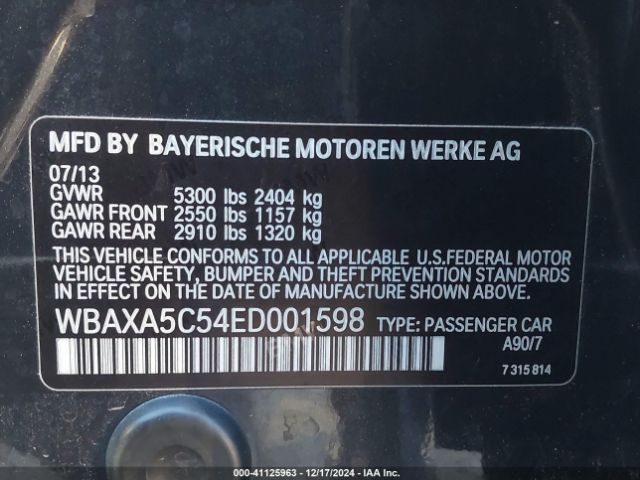 MFD BY BAYERISCHE MOTOREN WERKE AG
07/13
GVWR 5300 lbs 2404 kg
GAWR FRONT 2550 lbs 1157 kg
GAWR REAR 2910 lbs 1320 kg
THIS VEHICLE CONFORMS TO ALL APPLICABLE U.S.FEDERAL MOTOR
VEHICLE SAFETY, BUMPER AND THEFT PREVENTION STANDARDS
IN EFFECT ON THE DATE OF MANUFACTURE SHOWN ABOVE.
WBAXA5C54ED001598 TYPE: PASSENGER CAR
A90/7
7 315 814
000-41125963 - 12/17/2024 - IAA Inc.